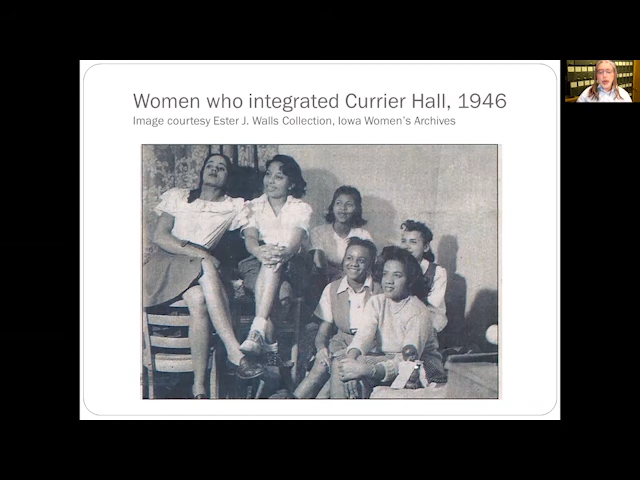 Women who integrated Currier Hall, 1946
Image courtesy Ester J. Walls Collection, Iowa Women's Archives